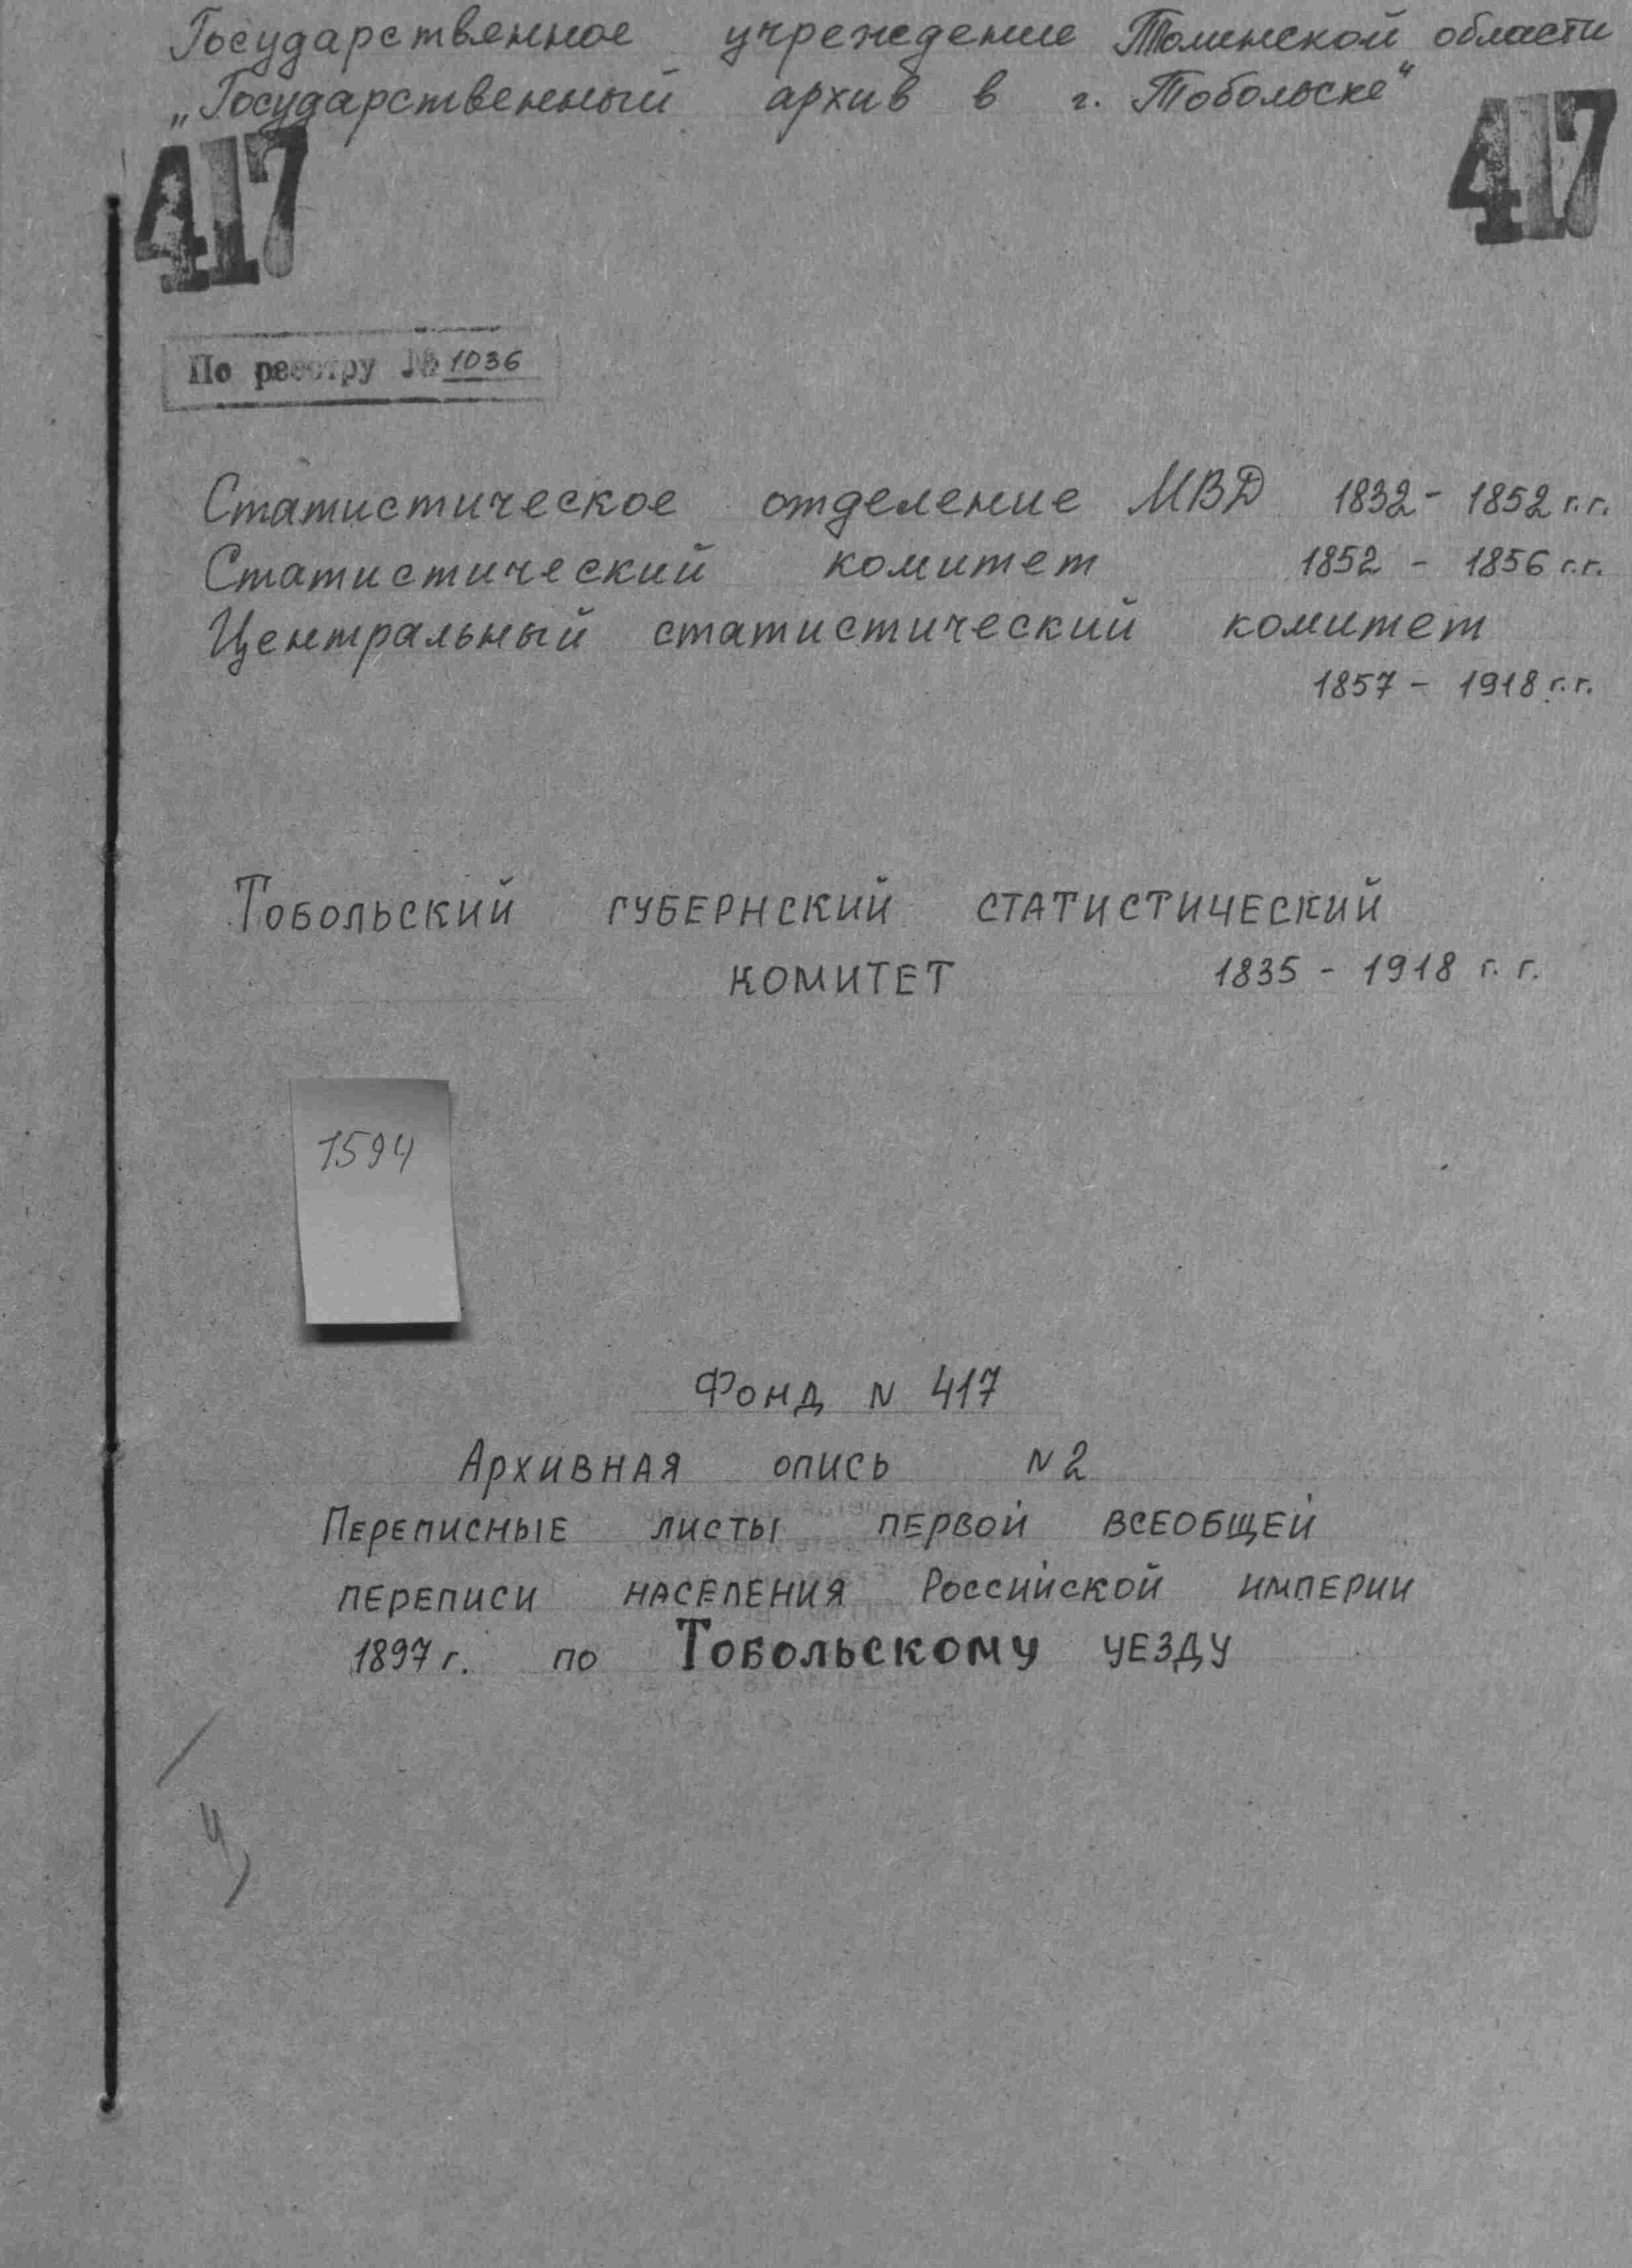 Государственное учреждение Тюменской области
„Государственный архив в г. Тобольске“
417
417
По реестру № 1036
Статистическое отделение МВД 1832 - 1852 г.г.
Статистический комитет 1852 - 1856 г.г.
Центральный статистический комитет
1857 - 1918 г.г.
Тобольский губернский статистический
комитет 1835 - 1918 г.г.
1594
Фонд N 417
Архивная опись N 2
Переписные листы первой всеобщей
переписи населения Российской империи
1897 г. по Тобольскому уезду